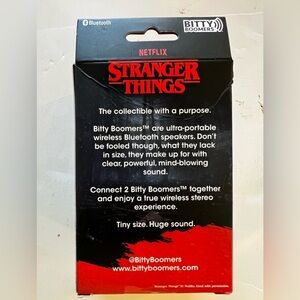 Bluetooth
BITTY
BOOMERS
NETFLIX
STRANGER
THINGS
The collectible with a purpose.
Bitty Boomers™ are ultra-portable
wireless Bluetooth speakers. Don't
be fooled though, what they lack
in size, they make up for with
clear, powerful, mind-blowing
sound.
Connect 2 Bitty Boomers™ together
and enjoy a true wireless stereo
experience.
Tiny size. Huge sound.
@BittyBoomers
www.bittyboomers.com